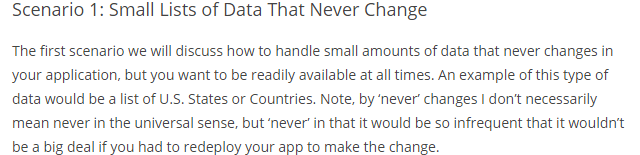 Scenario 1: Small Lists of Data That Never Change
The first scenario we will discuss how to handle small amounts of data that never changes in
your application, but you want to be readily available at all times. An example of this type of
data would be a list of U.S. States or Countries. Note, by ‘never’ changes I don’t necessarily
mean never in the universal sense, but ‘never’ in that it would be so infrequent that it wouldn’t
be a big deal if you had to redeploy your app to make the change.